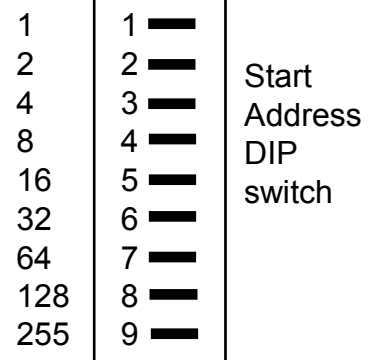 1 1
2 2
4 3
8 4
16 5
32 6
64 7
128 8
255 9
Start
Address
DIP
switch